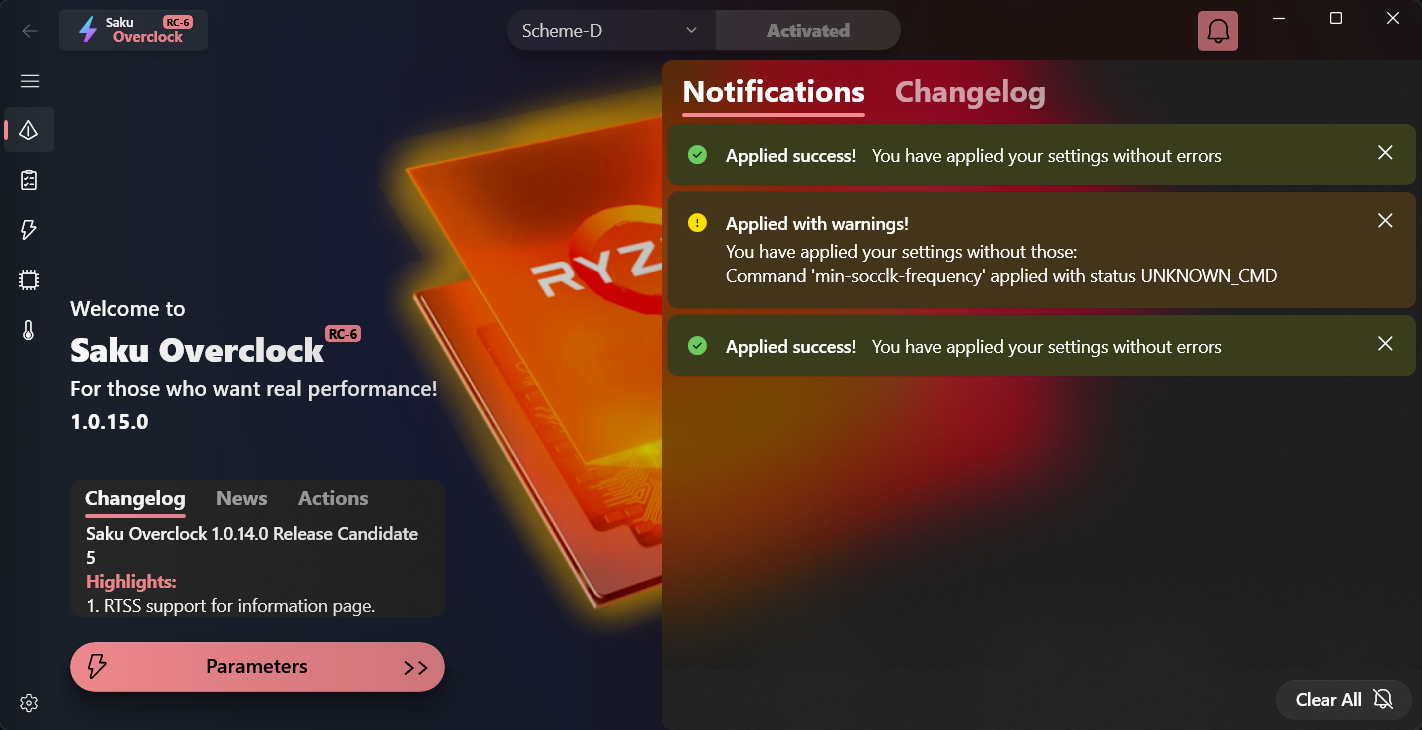 Saku RC-6
Overclock
Scheme-D
Activated
Notifications Changelog
Applied success! You have applied your settings without errors
Applied with warnings!
You have applied your settings without those:
Command 'min-socclk-frequency' applied with status UNKNOWN_CMD
Applied success! You have applied your settings without errors
RYZ
Welcome to
Saku Overclock RC-6
For those who want real performance!
1.0.15.0
Changelog News Actions
Saku Overclock 1.0.14.0 Release Candidate
5
Highlights:
1. RTSS support for information page.
Parameters >>
Clear All